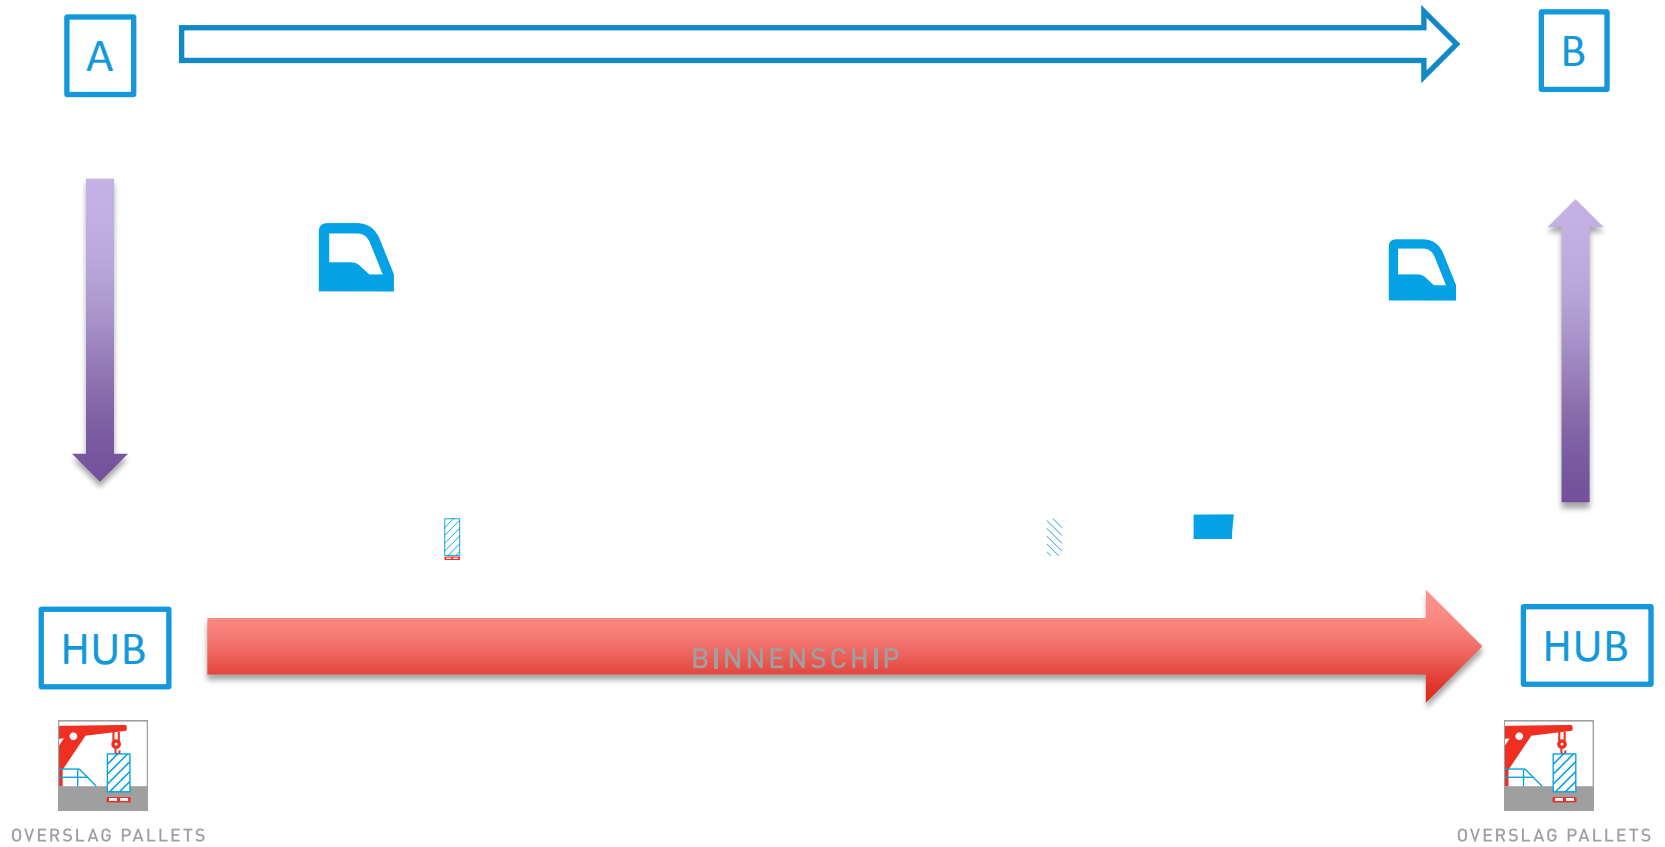 A
B
HUB
BINNENSCHIP
HUB
OVERSLAG PALLETS
OVERSLAG PALLETS